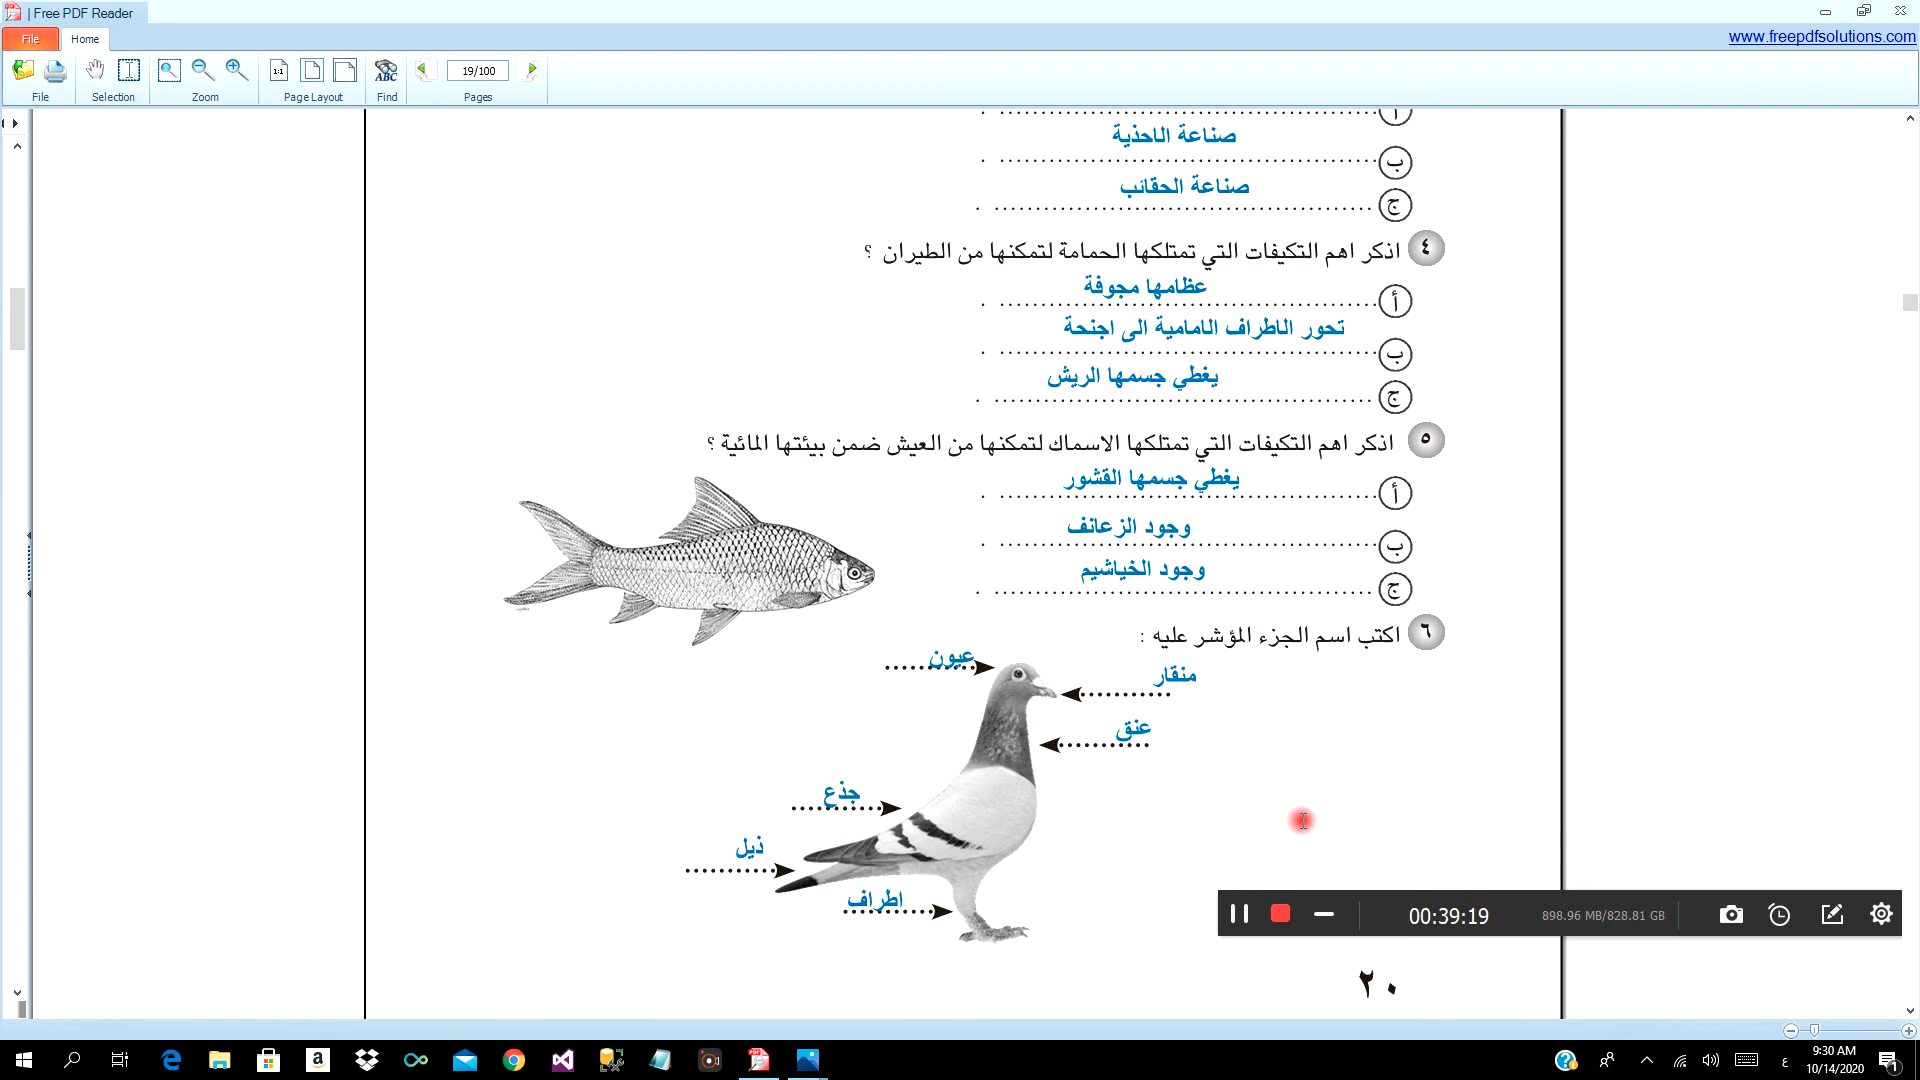 | Free PDF Reader
File
Home
www.freepdfsolutions.com
1:1
ABC
19/100
File
Selection
Zoom
Page Layout
Find
Pages
أ
صناعة الاحذية
ب
صناعة الحقائب
ج
٤ اذكر اهم التكيفات التي تمتلكها الحمامة لتمكنها من الطيران ؟
أ عظامها مجوفة
ب تحور الاطراف الامامية الى اجنحة
ج يغطي جسمها الريش
٥ اذكر اهم التكيفات التي تمتلكها الاسماك لتمكنها من العيش ضمن بيئتها المائية ؟
أ يغطي جسمها القشور
ب وجود الزعانف
ج وجود الخياشيم
٦ اكتب اسم الجزء المؤشر عليه :
عيون
منقار
عنق
جذع
ذيل
اطراف
00:39:19
898.96 MB/828.81 GB
٢٠
ع
9:30 AM
10/14/2020
1